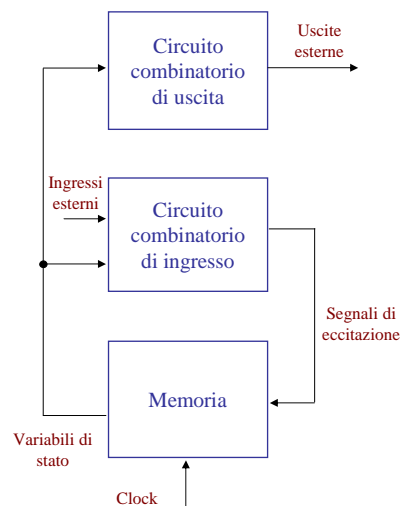 Uscite
esterne
Circuito
combinatorio
di uscita
Ingressi
esterni
Circuito
combinatorio
di ingresso
Segnali di
eccitazione
Memoria
Variabili di
stato
Clock